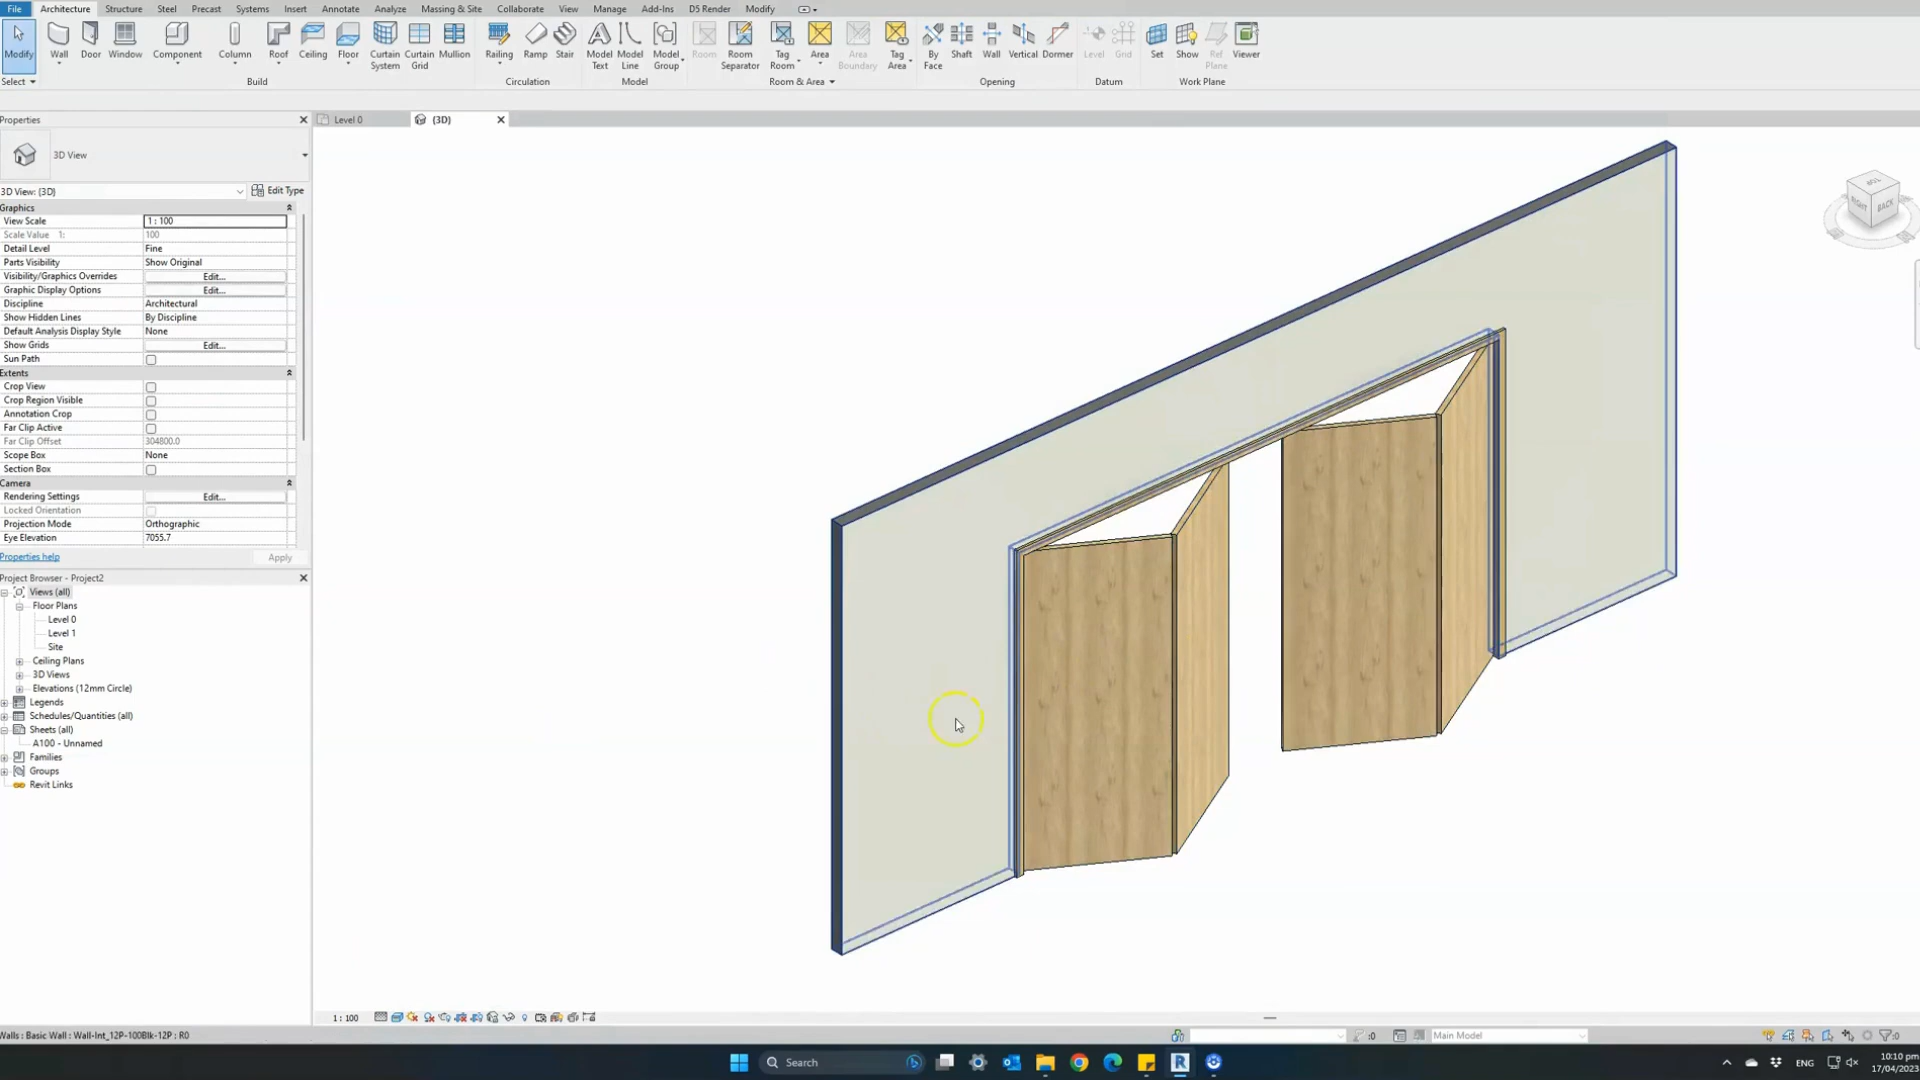 File Architecture Structure Steel Precast Systems Insert Annotate Analyze Massing & Site Collaborate View Manage Add-Ins D5 Render Modify
Modify Wall Door Window Component Column Roof Ceiling Floor Curtain System Curtain Grid Mullion Railing Ramp Stair Model Text Model Line Model Group Room Room Separator Tag Room Area Area Boundary Tag Area By Face Shaft Wall Vertical Dormer Level Grid Set Show Ref Plane Viewer
Select Build Circulation Model Room & Area Opening Datum Work Plane
Properties
Level 0 {3D}
3D View
3D View: {3D} Edit Type
Graphics
View Scale 1 : 100
Scale Value 1: 100
Detail Level Fine
Parts Visibility Show Original
Visibility/Graphics Overrides Edit...
Graphic Display Options Edit...
Discipline Architectural
Show Hidden Lines By Discipline
Default Analysis Display Style None
Show Grids Edit...
Sun Path
Extents
Crop View
Crop Region Visible
Annotation Crop
Far Clip Active
Far Clip Offset 304800.0
Scope Box None
Section Box
Camera
Rendering Settings Edit...
Locked Orientation
Projection Mode Orthographic
Eye Elevation 7055.7
Properties help Apply
Project Browser - Project2
Views (all)
Floor Plans
Level 0
Level 1
Site
Ceiling Plans
3D Views
Elevations (12mm Circle)
Legends
Schedules/Quantities (all)
Sheets (all)
A100 - Unnamed
Families
Groups
Revit Links
TOP
RIGHT BACK
1 : 100
Walls : Basic Wall : Wall-Int_12P-100Blk-12P : R0
:0 Main Model :0
Search R ENG 10:10 pm
17/04/2023